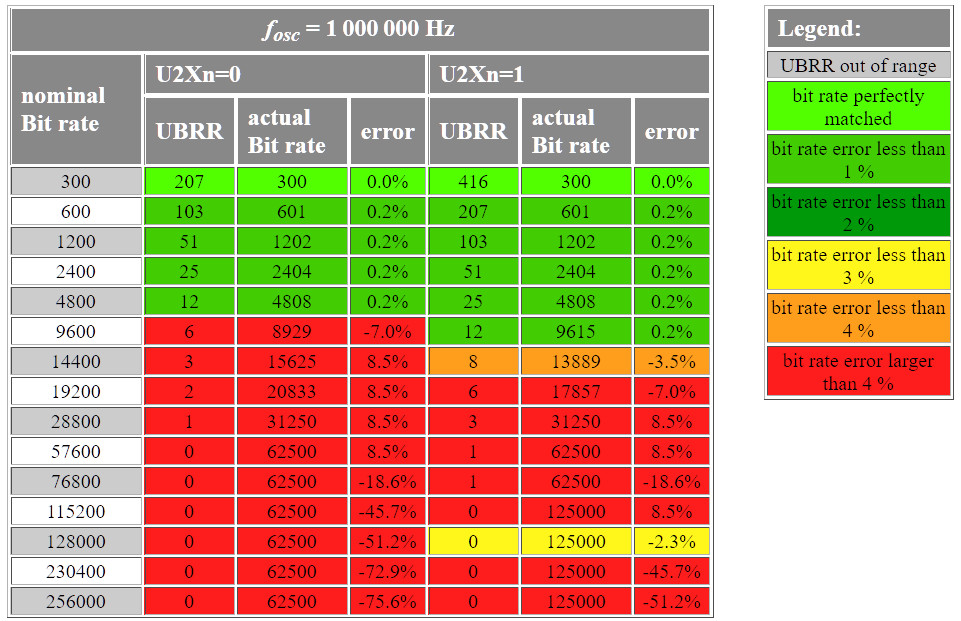 fosc = 1 000 000 Hz
nominal Bit rate U2Xn=0 U2Xn=1
UBRR actual Bit rate error UBRR actual Bit rate error
300 207 300 0.0% 416 300 0.0%
600 103 601 0.2% 207 601 0.2%
1200 51 1202 0.2% 103 1202 0.2%
2400 25 2404 0.2% 51 2404 0.2%
4800 12 4808 0.2% 25 4808 0.2%
9600 6 8929 -7.0% 12 9615 0.2%
14400 3 15625 8.5% 8 13889 -3.5%
19200 2 20833 8.5% 6 17857 -7.0%
28800 1 31250 8.5% 3 31250 8.5%
57600 0 62500 8.5% 1 62500 8.5%
76800 0 62500 -18.6% 1 62500 -18.6%
115200 0 62500 -45.7% 0 125000 8.5%
128000 0 62500 -51.2% 0 125000 -2.3%
230400 0 62500 -72.9% 0 125000 -45.7%
256000 0 62500 -75.6% 0 125000 -51.2%
Legend:
UBRR out of range
bit rate perfectly
matched
bit rate error less than
1 %
bit rate error less than
2 %
bit rate error less than
3 %
bit rate error less than
4 %
bit rate error larger
than 4 %